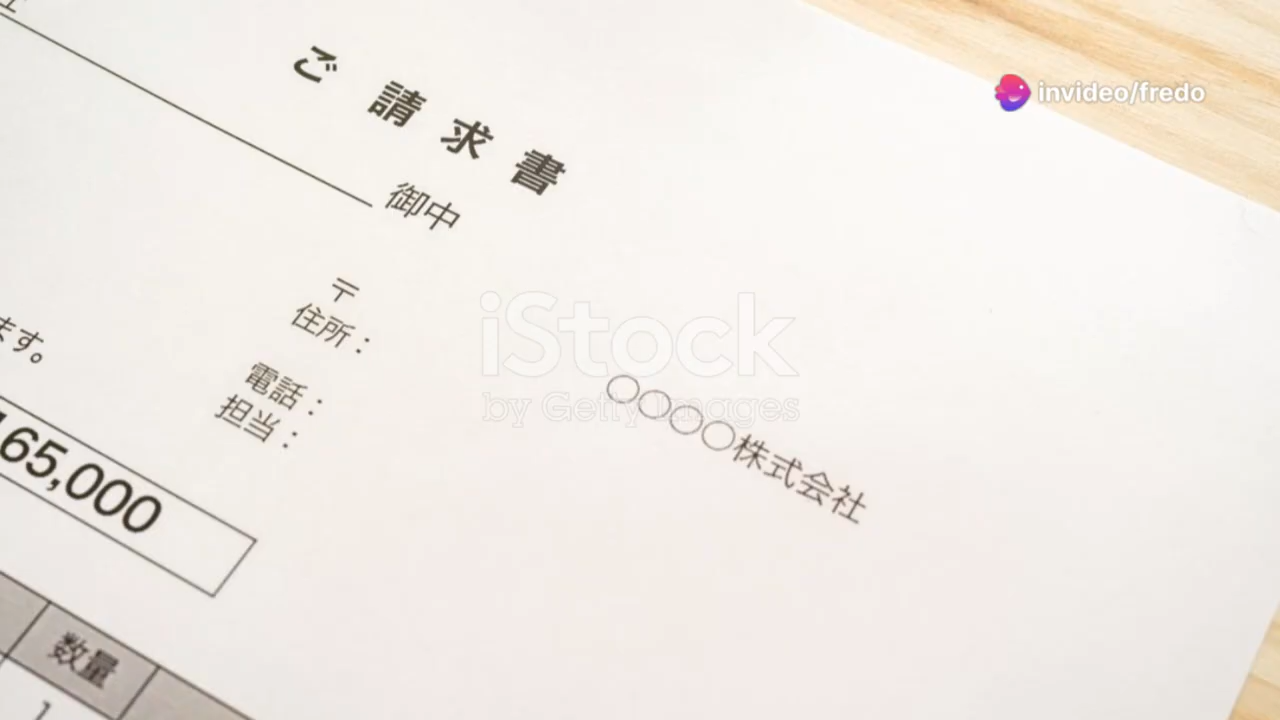 invideo/fredo
ご請求書
御中
〒
住所：
電話：
担当：
ます。
iStock
by Getty Images
○○○○株式会社
65,000
数量
1